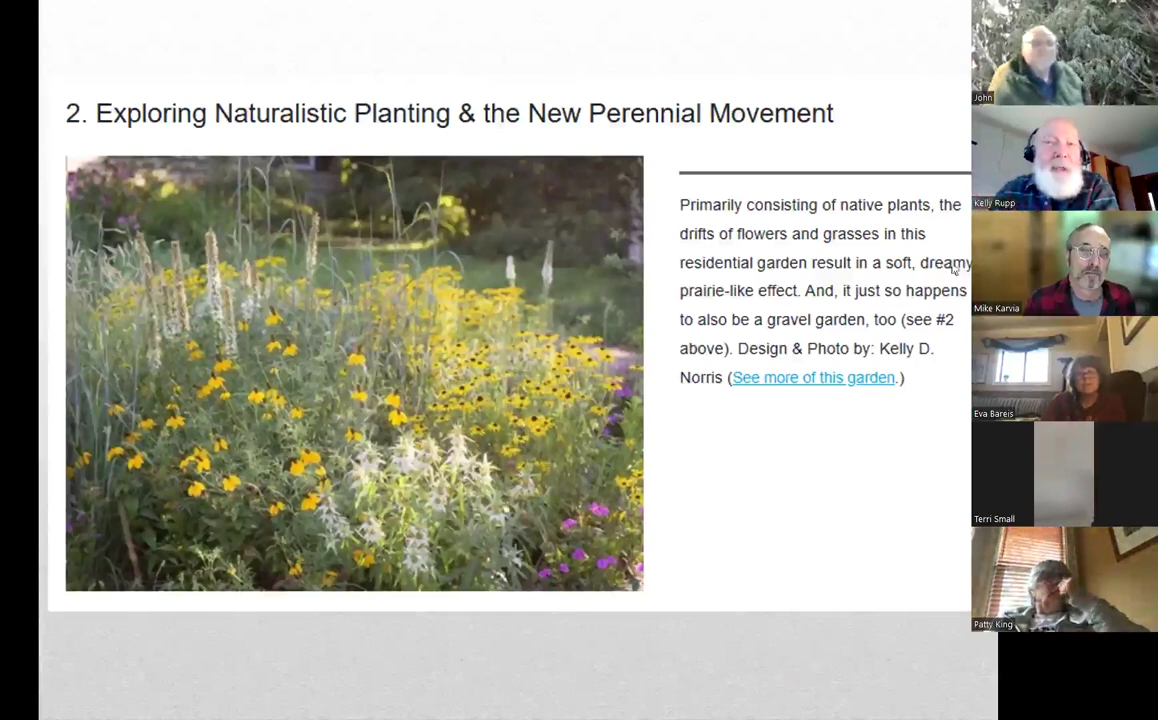 2. Exploring Naturalistic Planting & the New Perennial Movement
Primarily consisting of native plants, the
drifts of flowers and grasses in this
residential garden result in a soft, dreamy
prairie-like effect. And, it just so happens
to also be a gravel garden, too (see #2
above). Design & Photo by: Kelly D.
Norris (See more of this garden.)
John
Kelly Rupp
Mike Karvia
Eva Bareis
Terri Small
Patty King